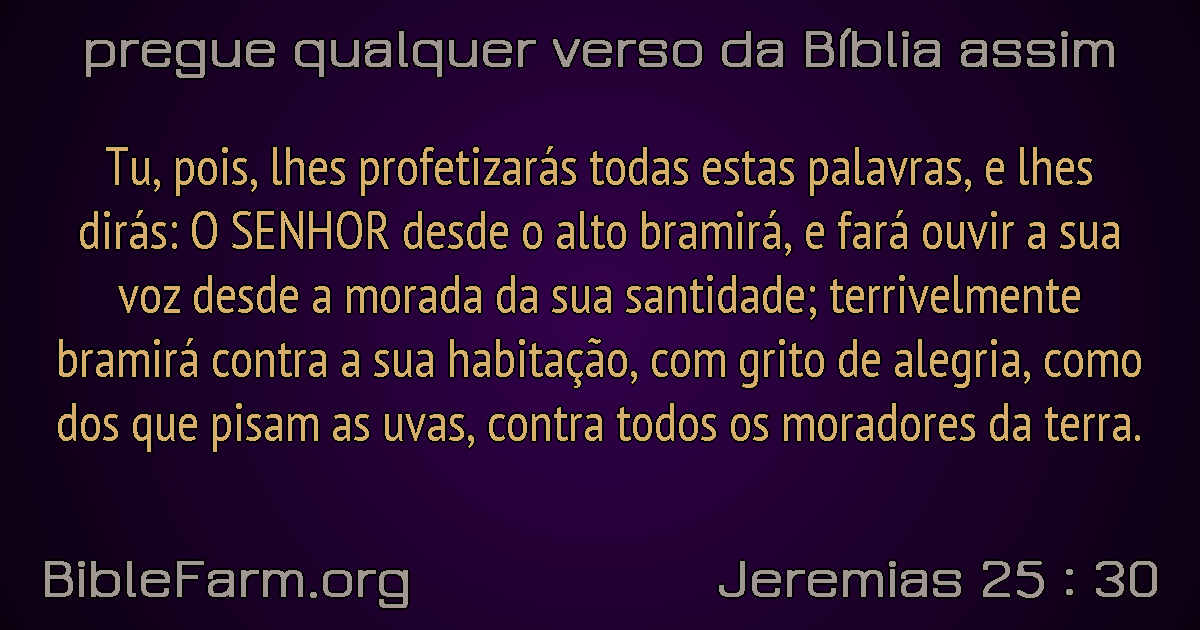 pregue qualquer verso da Bíblia assim
Tu, pois, lhes profetizarás todas estas palavras, e lhes
dirás: O SENHOR desde o alto bramirá, e fará ouvir a sua
voz desde a morada da sua santidade; terrivelmente
bramirá contra a sua habitação, com grito de alegria, como
dos que pisam as uvas, contra todos os moradores da terra.
BibleFarm.org
Jeremias 25 : 30